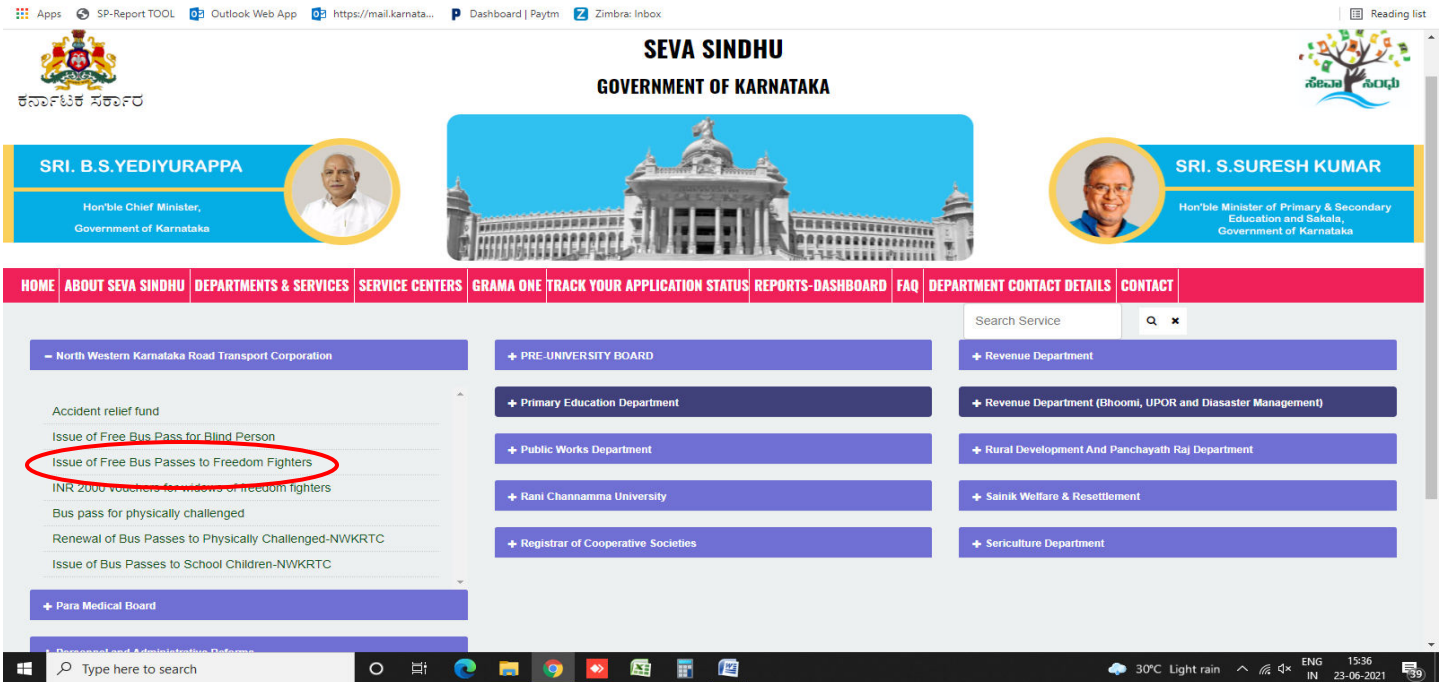 Apps SP-Report TOOL Outlook Web App https://mail.karnata... Dashboard | Paytm Zimbra: Inbox Reading list
SEVA SINDHU
GOVERNMENT OF KARNATAKA
ಕರ್ನಾಟಕ ಸರ್ಕಾರ
ಸೇವಾ ಸಿಂಧು
SRI. B.S.YEDIYURAPPA
Hon'ble Chief Minister,
Government of Karnataka
SRI. S.SURESH KUMAR
Hon'ble Minister of Primary & Secondary
Education and Sakala,
Government of Karnataka
HOME ABOUT SEVA SINDHU DEPARTMENTS & SERVICES SERVICE CENTERS GRAMA ONE TRACK YOUR APPLICATION STATUS REPORTS-DASHBOARD FAQ DEPARTMENT CONTACT DETAILS CONTACT
Search Service
North Western Karnataka Road Transport Corporation
Accident relief fund
Issue of Free Bus Pass for Blind Person
Issue of Free Bus Passes to Freedom Fighters
INR 2000 vouchers for widows of freedom fighters
Bus pass for physically challenged
Renewal of Bus Passes to Physically Challenged-NWKRTC
Issue of Bus Passes to School Children-NWKRTC
+ Para Medical Board
+ Personnel and Administrative Reforms
+ PRE-UNIVERSITY BOARD
+ Primary Education Department
+ Public Works Department
+ Rani Channamma University
+ Registrar of Cooperative Societies
+ Revenue Department
+ Revenue Department (Bhoomi, UPOR and Diasaster Management)
+ Rural Development And Panchayath Raj Department
+ Sainik Welfare & Resettlement
+ Sericulture Department
Type here to search
30°C Light rain
ENG
IN
15:36
23-06-2021
39